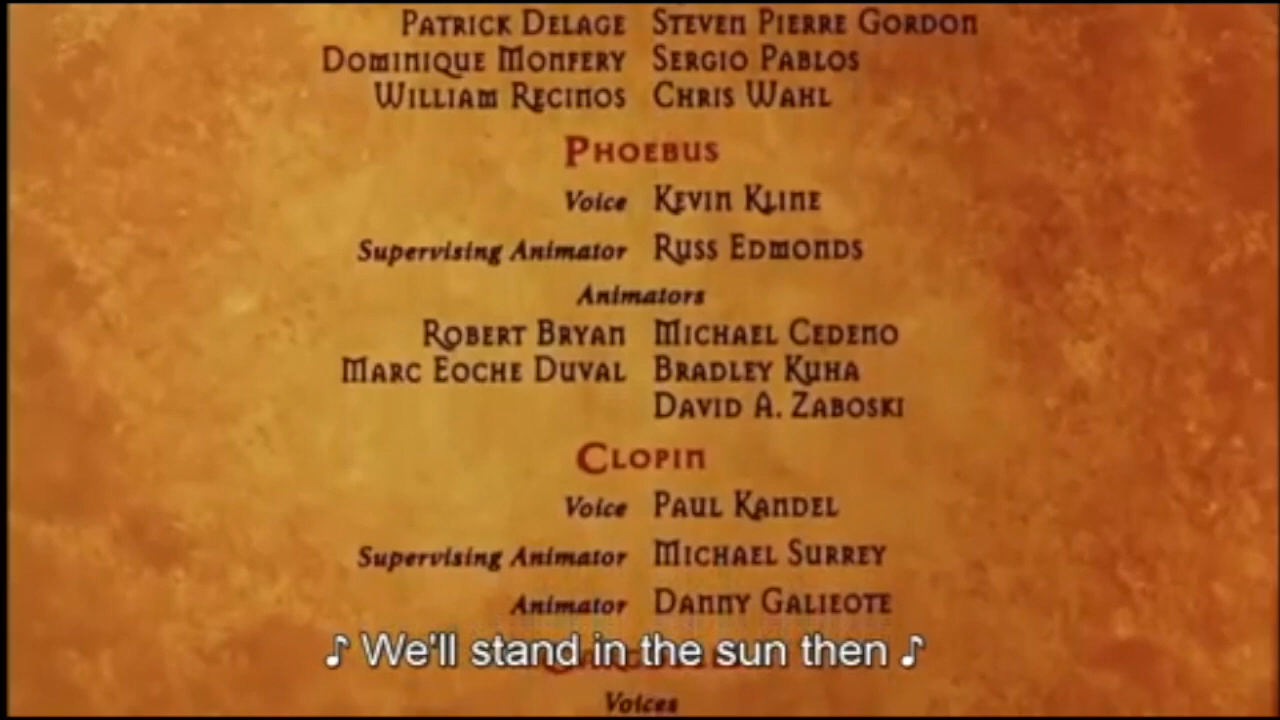 PATRICK DELAGE STEVEN PIERRE GORDON
DOMINIQUE MONFERY SERGIO PABLOS
WILLIAM RECINOS CHRIS WAHL
PHOEBUS
Voice KEVIN KLINE
Supervising Animator RUSS EDMONDS
Animators
ROBERT BRYAN MICHAEL CEDENO
MARC EOCHE DUVAL BRADLEY KUHA
DAVID A. ZABOSKI
CLOPIN
Voice PAUL KANDEL
Supervising Animator MICHAEL SURREY
Animator DANNY GALIEOTE
♪ We'll stand in the sun then ♪
Voices